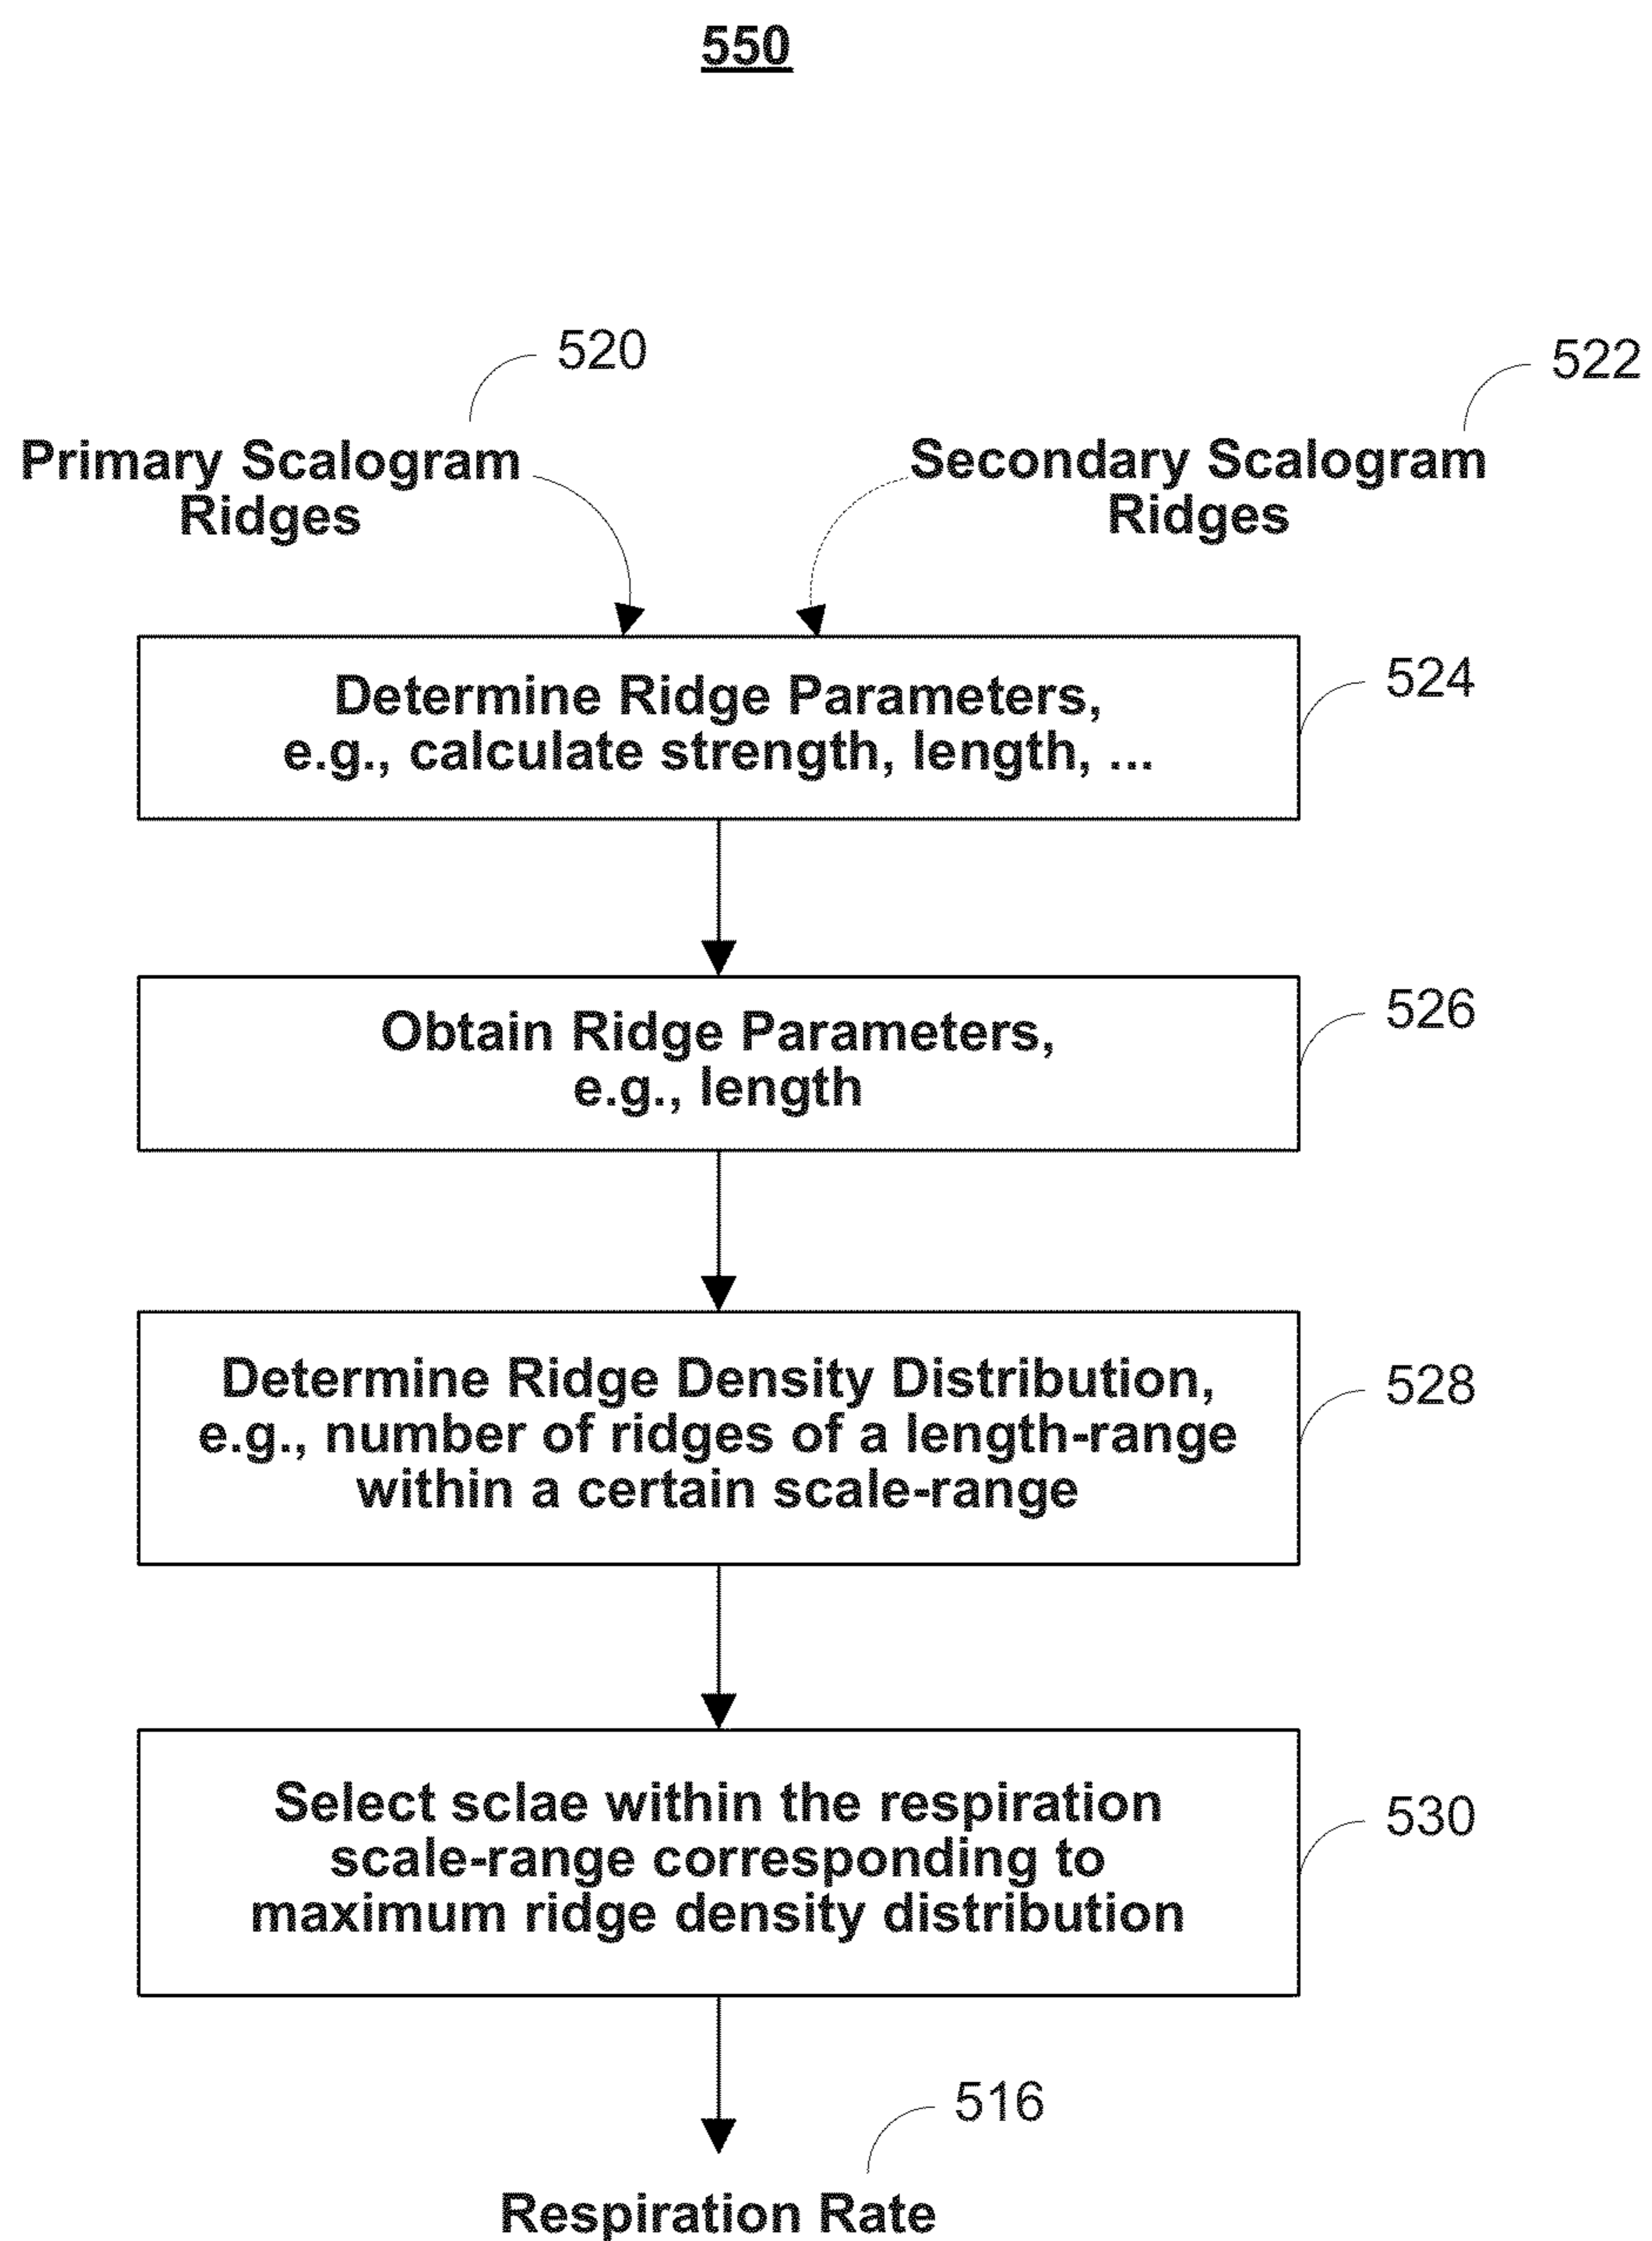 550
520
522
Primary Scalogram
Ridges
Secondary Scalogram
Ridges
Determine Ridge Parameters,
e.g., calculate strength, length, ...
524
Obtain Ridge Parameters,
e.g., length
526
Determine Ridge Density Distribution,
e.g., number of ridges of a length-range
within a certain scale-range
528
Select sclae within the respiration
scale-range corresponding to
maximum ridge density distribution
530
516
Respiration Rate